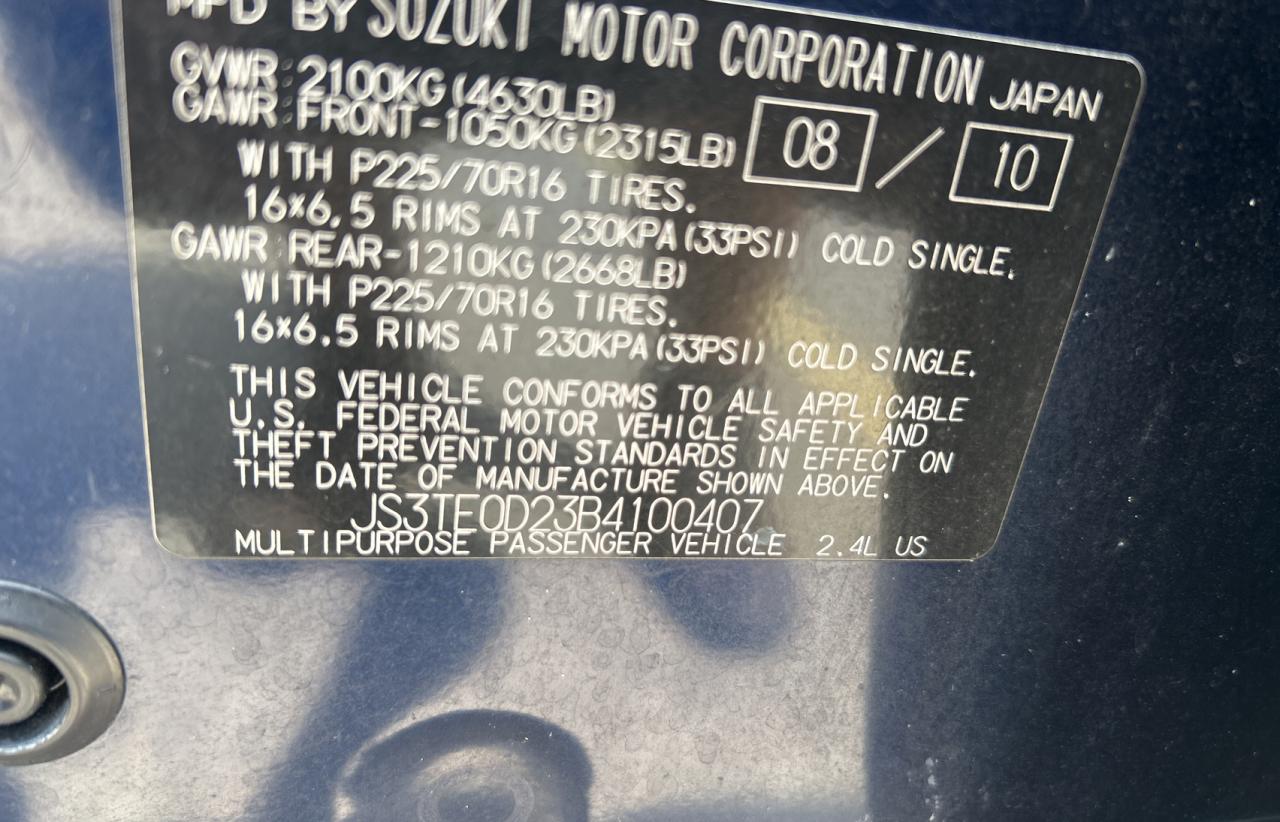 MFD BY SUZUKI MOTOR CORPORATION JAPAN
GVWR : 2100KG (4630LB)
GAWR : FRONT-1050KG (2315LB) 08 / 10
WITH P225/70R16 TIRES.
16×6.5 RIMS AT 230KPA (33PSI) COLD SINGLE.
GAWR : REAR-1210KG (2668LB)
WITH P225/70R16 TIRES.
16×6.5 RIMS AT 230KPA (33PSI) COLD SINGLE.
THIS VEHICLE CONFORMS TO ALL APPLICABLE
U.S. FEDERAL MOTOR VEHICLE SAFETY AND
THEFT PREVENTION STANDARDS IN EFFECT ON
THE DATE OF MANUFACTURE SHOWN ABOVE.
JS3TE0D23B4100407
MULTIPURPOSE PASSENGER VEHICLE 2.4L US